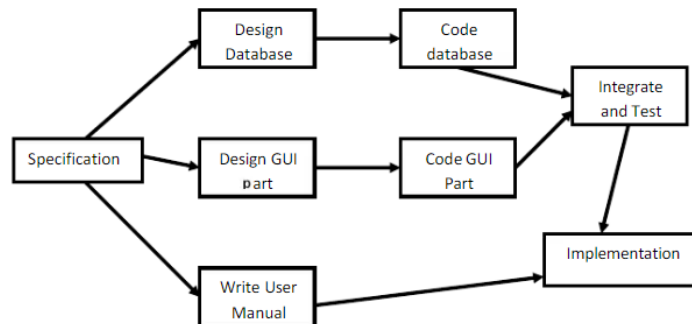 Design
Database
Code
database
Integrate
and Test
Specification
Design GUI
part
Code GUI
Part
Implementation
Write User
Manual